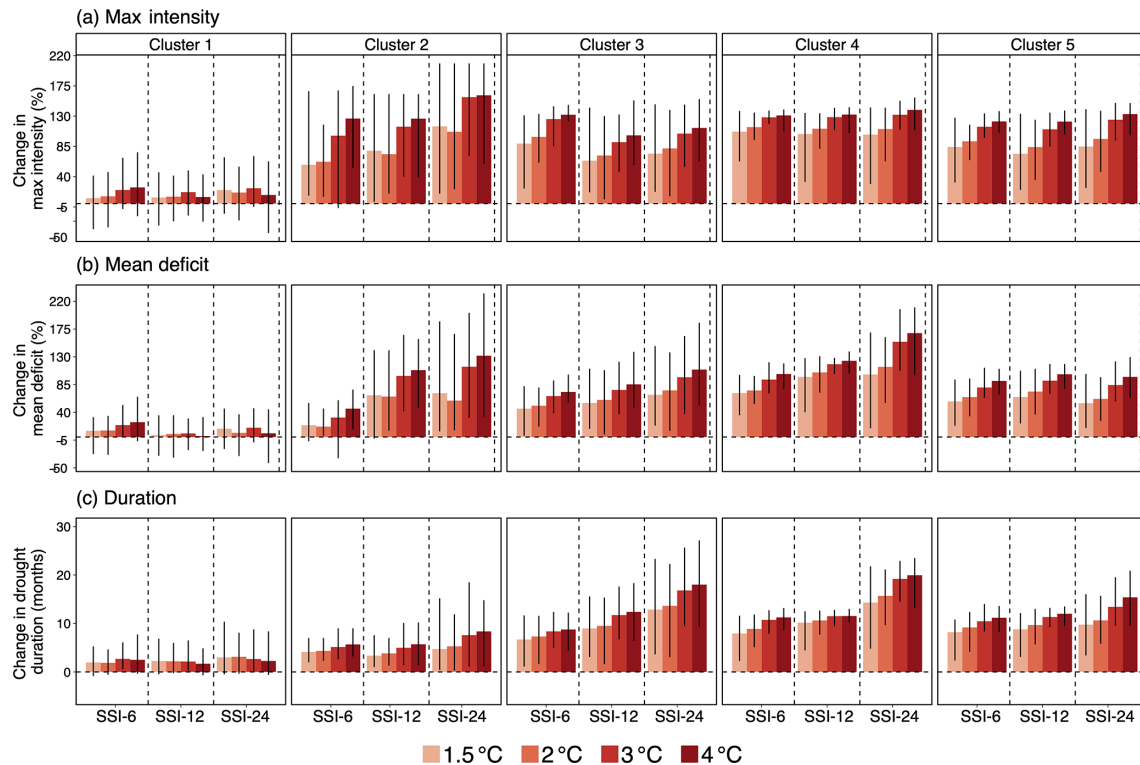 (a) Max intensity
Cluster 1 Cluster 2 Cluster 3 Cluster 4 Cluster 5
Change in
max intensity (%)
220
175
130
85
40
-5
-60
(b) Mean deficit
Change in
mean deficit (%)
220
175
130
85
40
-5
-60
(c) Duration
Change in drought
duration (months)
30
20
10
0
SSI-6 SSI-12 SSI-24 SSI-6 SSI-12 SSI-24 SSI-6 SSI-12 SSI-24 SSI-6 SSI-12 SSI-24 SSI-6 SSI-12 SSI-24
1.5 °C 2 °C 3 °C 4 °C